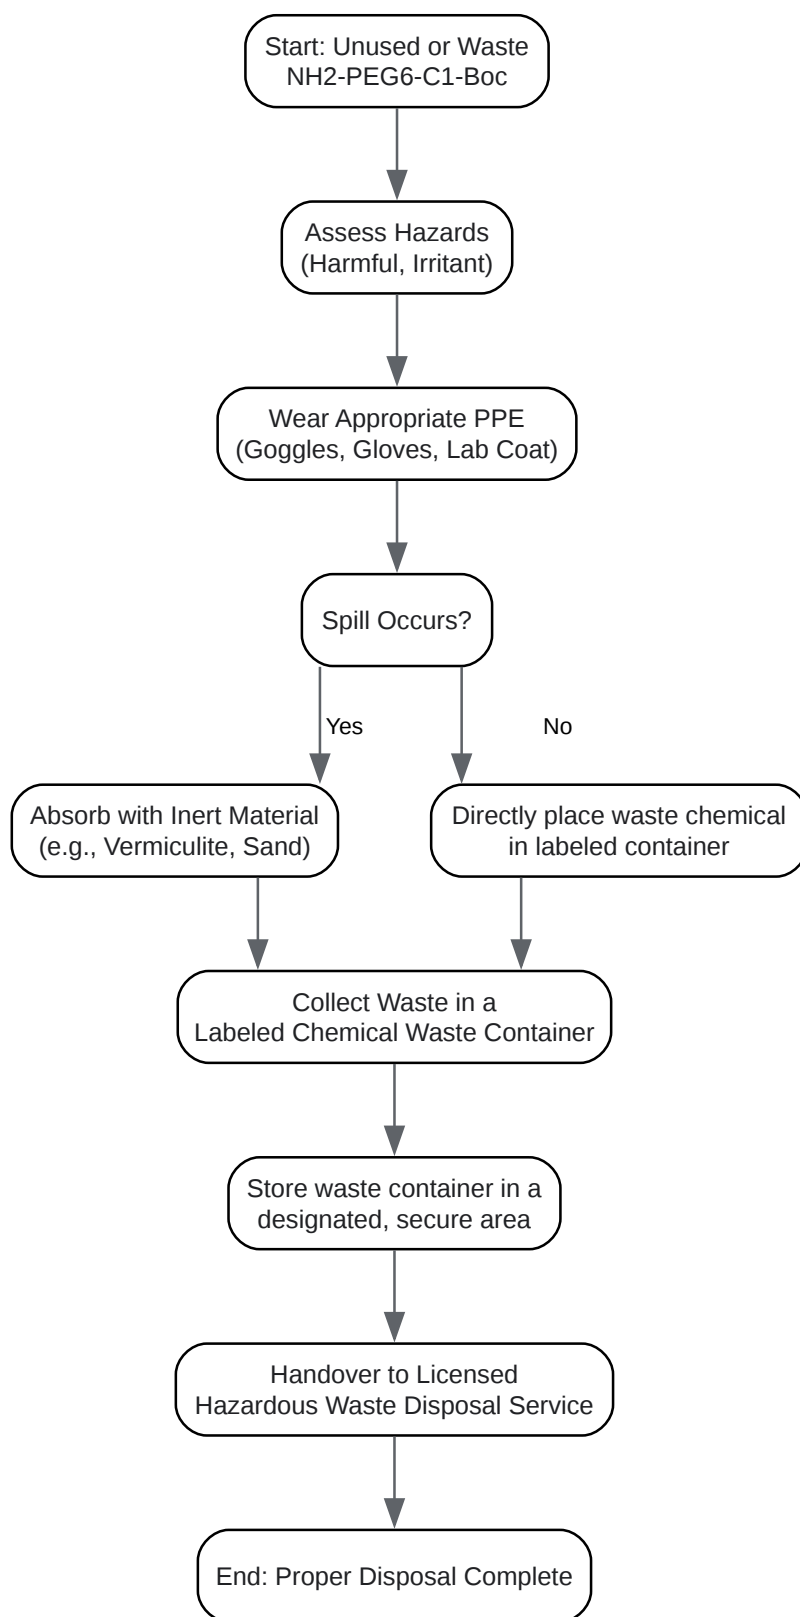 Start: Unused or Waste
NH2-PEG6-C1-Boc
Assess Hazards
(Harmful, Irritant)
Wear Appropriate PPE
(Goggles, Gloves, Lab Coat)
Spill Occurs?
Yes
No
Absorb with Inert Material
(e.g., Vermiculite, Sand)
Directly place waste chemical
in labeled container
Collect Waste in a
Labeled Chemical Waste Container
Store waste container in a
designated, secure area
Handover to Licensed
Hazardous Waste Disposal Service
End: Proper Disposal Complete